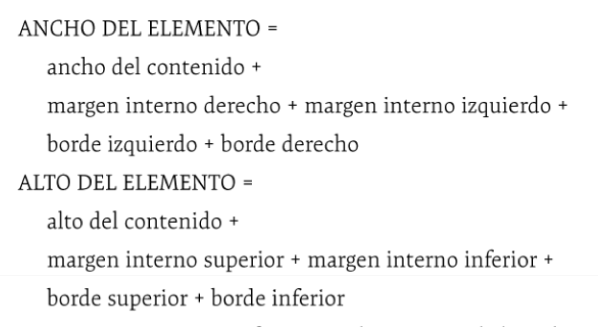 ANCHO DEL ELEMENTO =
ancho del contenido +
margen interno derecho + margen interno izquierdo +
borde izquierdo + borde derecho
ALTO DEL ELEMENTO =
alto del contenido +
margen interno superior + margen interno inferior +
borde superior + borde inferior